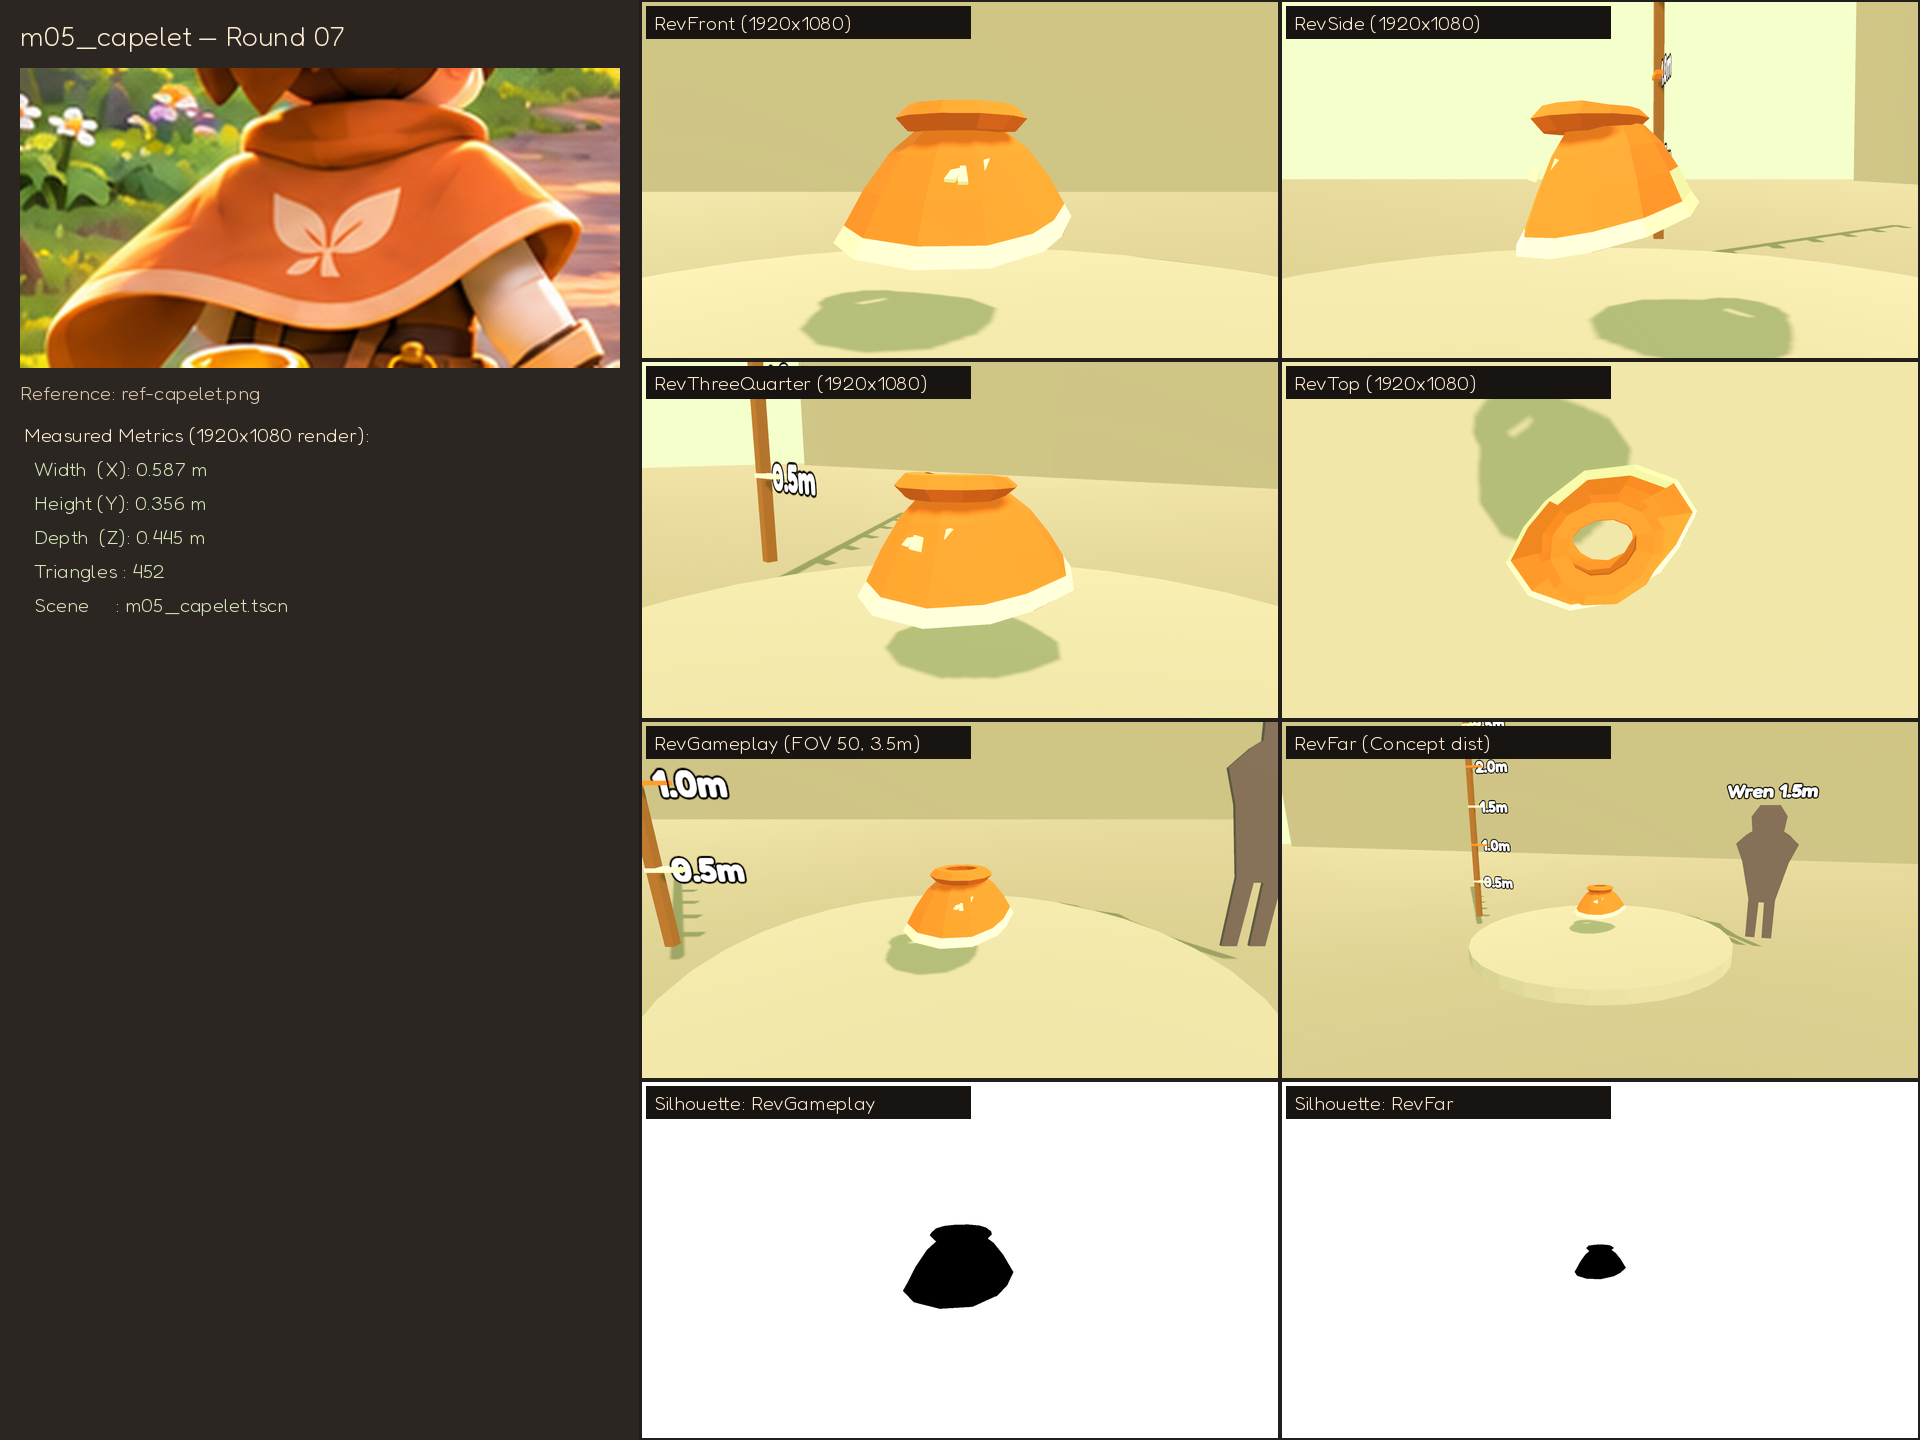 m05_capelet — Round 07
Reference: ref-capelet.png
Measured Metrics (1920x1080 render):
Width (X): 0.587 m
Height (Y): 0.356 m
Depth (Z): 0.445 m
Triangles : 452
Scene : m05_capelet.tscn
RevFront (1920x1080)
RevSide (1920x1080)
RevThreeQuarter (1920x1080)
0.5m
RevTop (1920x1080)
RevGameplay (FOV 50, 3.5m)
1.0m
0.5m
RevFar (Concept dist)
2.0m
1.5m
1.0m
0.5m
Wren 1.5m
Silhouette: RevGameplay
Silhouette: RevFar